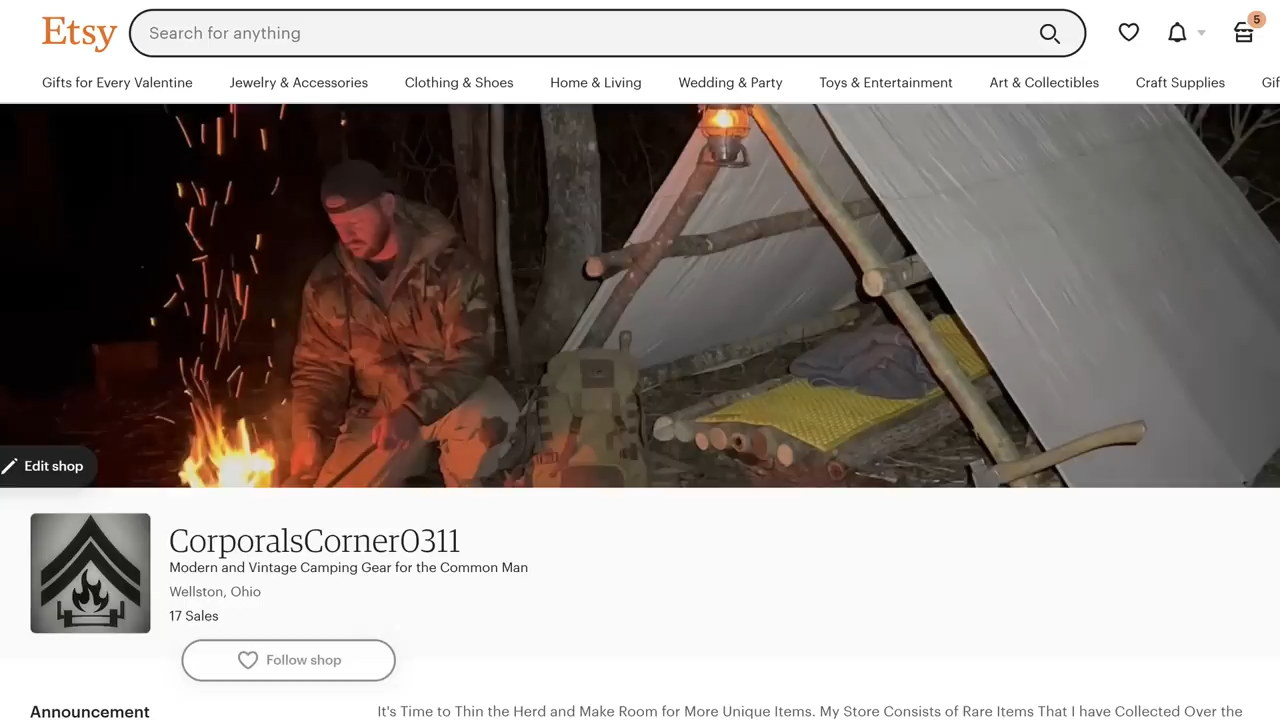 Etsy
Search for anything
5
Gifts for Every Valentine
Jewelry & Accessories
Clothing & Shoes
Home & Living
Wedding & Party
Toys & Entertainment
Art & Collectibles
Craft Supplies
Gif
Edit shop
CorporalsCorner0311
Modern and Vintage Camping Gear for the Common Man
Wellston, Ohio
17 Sales
Follow shop
Announcement
It's Time to Thin the Herd and Make Room for More Unique Items. My Store Consists of Rare Items That I have Collected Over the